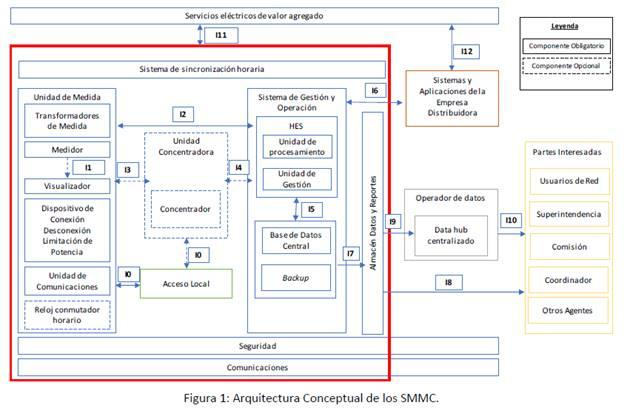 Servicios eléctricos de valor agregado
Leyenda
Componente Obligatorio
Componente Opcional
I11
I12
Sistema de sincronización horaria
Sistemas y
Aplicaciones de la
Empresa
Distribuidora
Unidad de Medida
Transformadores
de Medida
Medidor
I1
Visualizador
Dispositivo de
Conexión
Desconexión
Limitación de
Potencia
Unidad de
Comunicaciones
Reloj conmutador
horario
I2
I3
Unidad
Concentradora
Concentrador
I4
I0
I0
Acceso Local
Sistema de Gestión y
Operación
HES
Unidad de
procesamiento
Unidad de
Gestión
I5
Base de Datos
Central
Backup
I6
I7
Almacén Datos y Reportes
I9
Operador de datos
Data hub
centralizado
I10
I8
Partes Interesadas
Usuarios de Red
Superintendencia
Comisión
Coordinador
Otros Agentes
Seguridad
Comunicaciones
Figura 1: Arquitectura Conceptual de los SMMC.